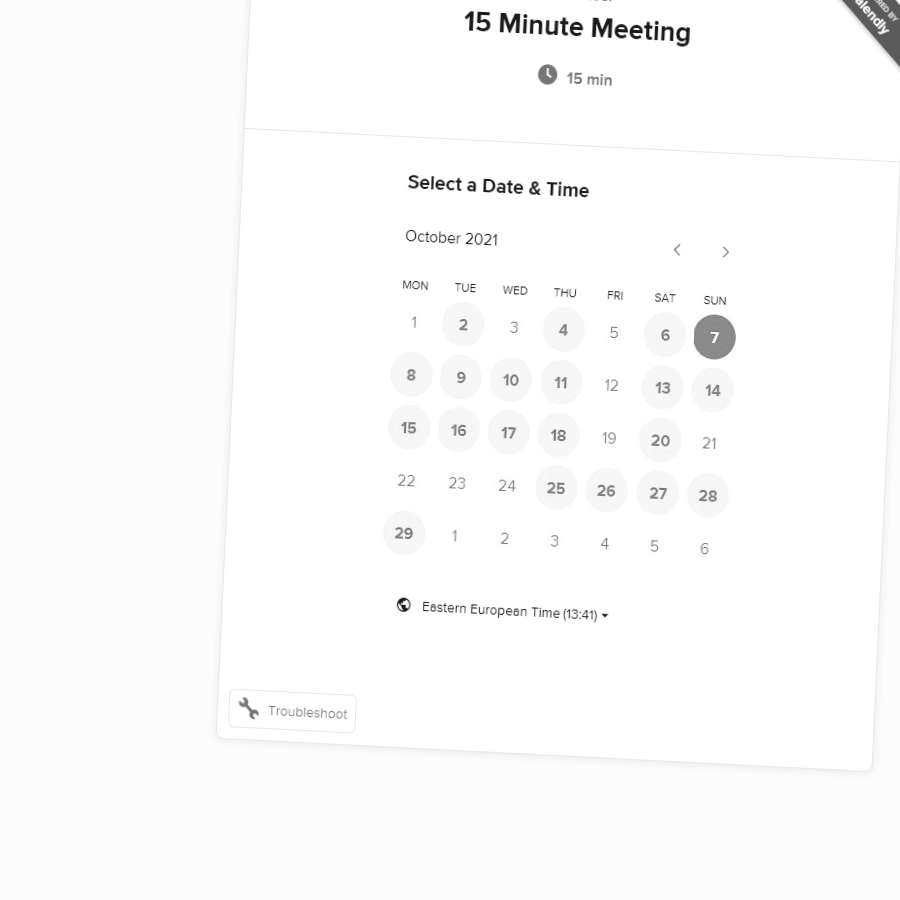 15 Minute Meeting
15 min
Select a Date & Time
October 2021
MON TUE WED THU FRI SAT SUN
1 2 3 4 5 6 7
8 9 10 11 12 13 14
15 16 17 18 19 20 21
22 23 24 25 26 27 28
29 1 2 3 4 5 6
Eastern European Time (13:41)
Troubleshoot